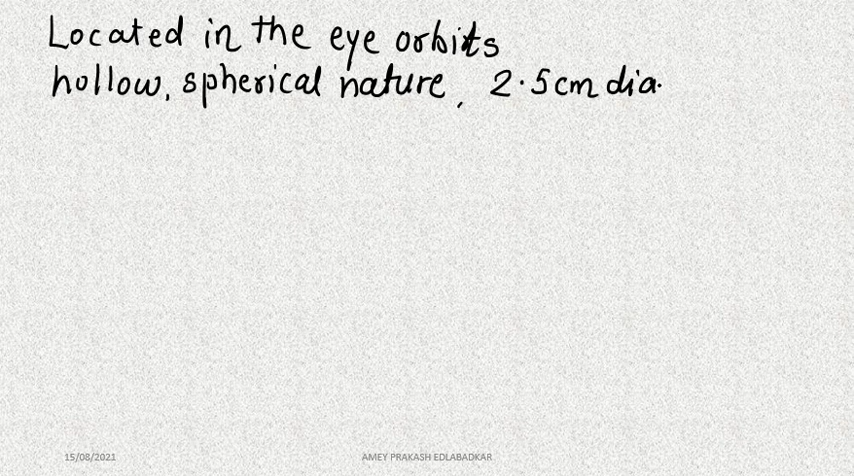 Located in the eye orbits
hollow, spherical nature, 2.5cm dia.
15/08/2021
AMEY PRAKASH EDLABADKAR